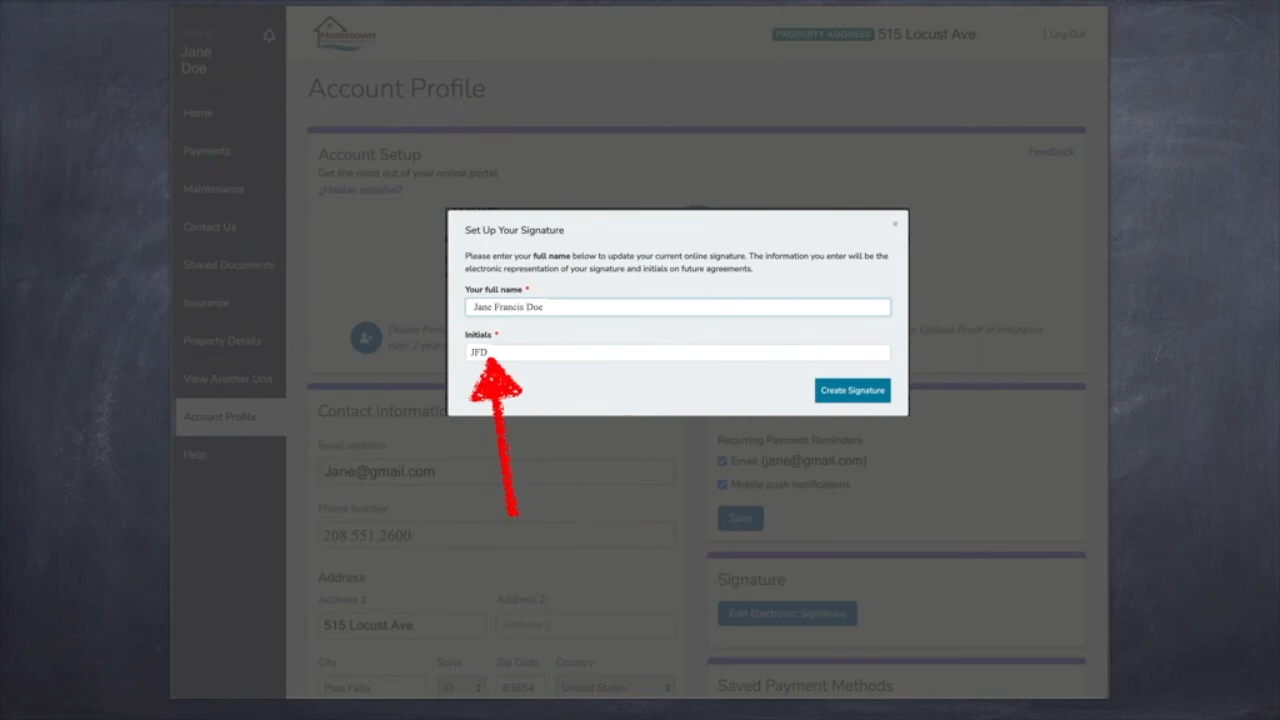 Jane
Doe
Home
Payments
Maintenance
Contact Us
Shared Documents
Insurance
Property Details
View Another Unit
Account Profile
Help
Hometown
PROPERTY ADDRESS 515 Locust Ave
| Log Out
Account Profile
Account Setup
Feedback
Get the most out of your online portal
¿Hablas español?
Set Up Your Signature
×
Please enter your full name below to update your current online signature. The information you enter will be the
electronic representation of your signature and initials on future agreements.
Your full name *
Jane Francis Doe
Initials *
JFD
Create Signature
Online
over 2 years
Upload Proof of Insurance
Contact Informatio
Email address
Jane@gmail.com
Phone number
208.551.2600
Address
Address 1
Address 2
515 Locust Ave
Address 2
City
State
Zip Code
Country
Post Falls
ID
83854
United States
Recurring Payment Reminders
Email (jane@gmail.com)
Mobile push notifications
Save
Signature
Edit Electronic Signature
Saved Payment Methods